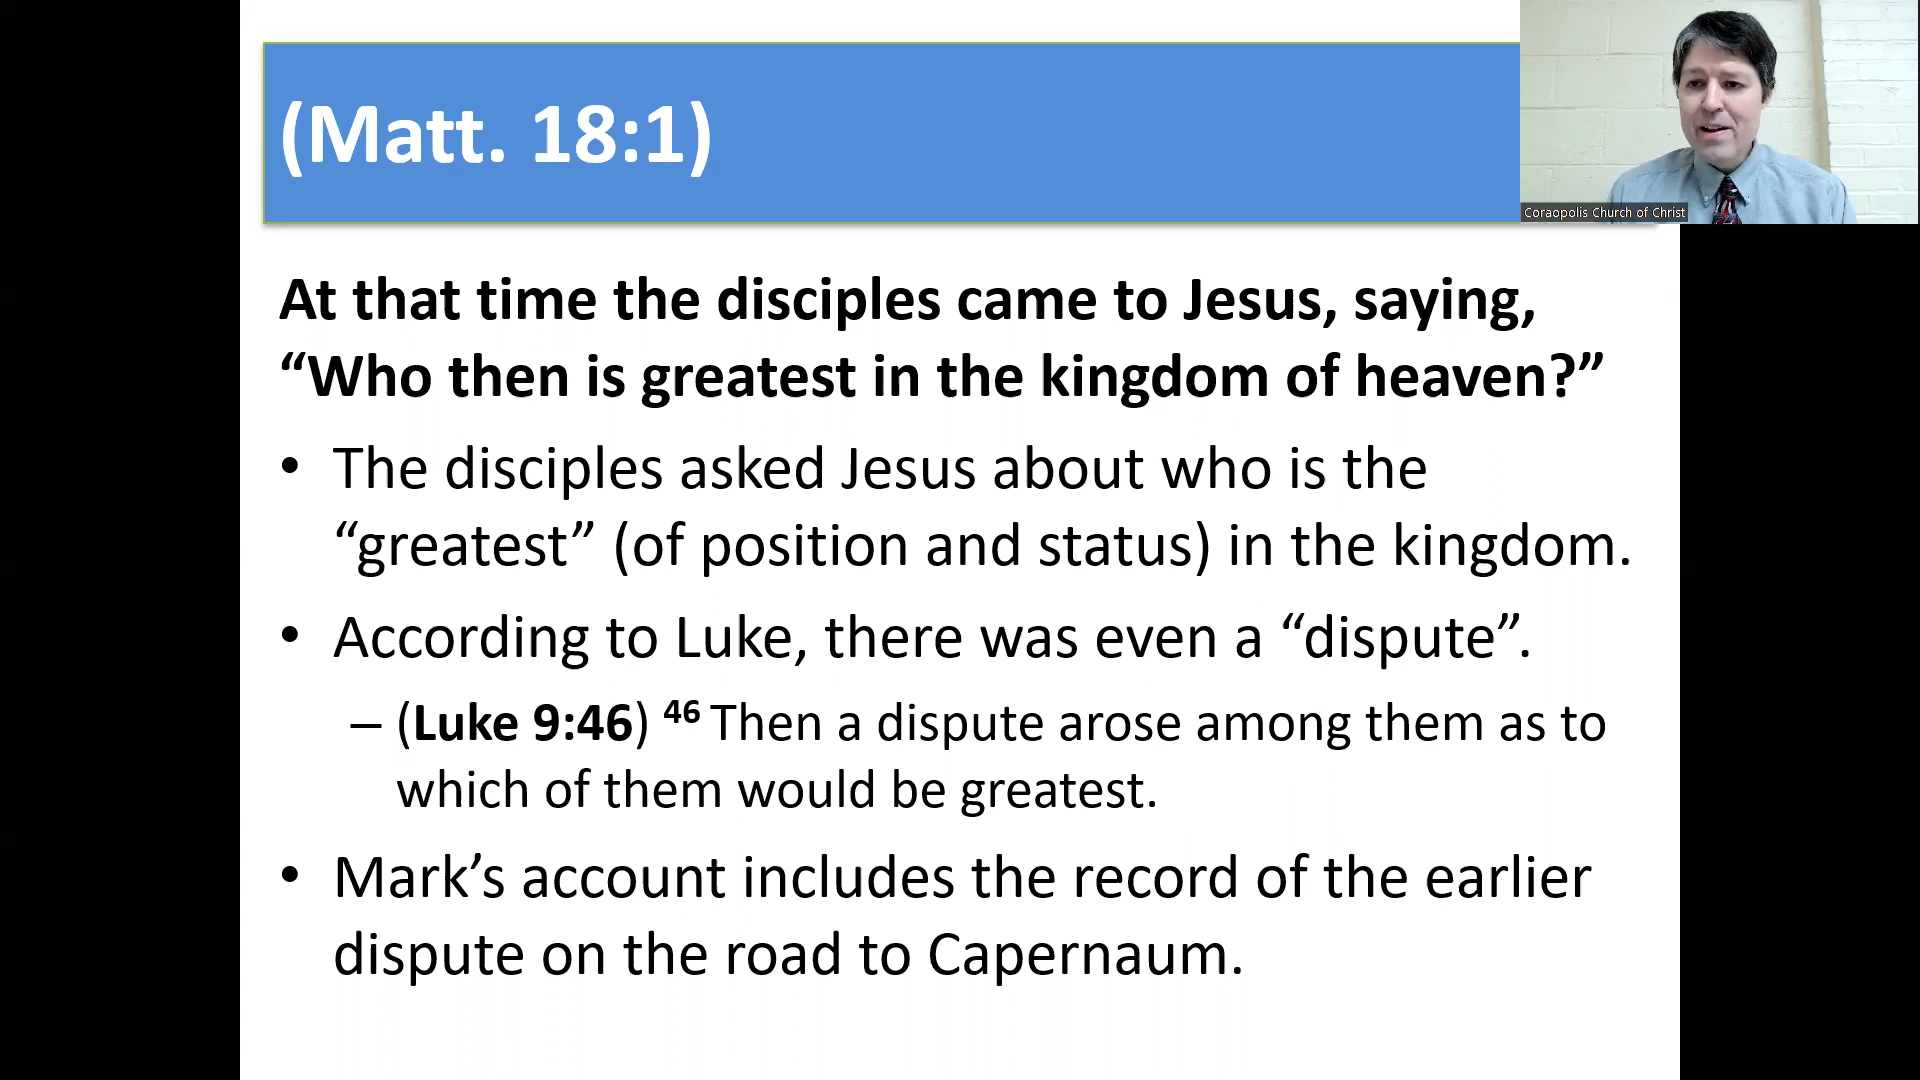 (Matt. 18:1)
Coraopolis Church of Christ
At that time the disciples came to Jesus, saying,
“Who then is greatest in the kingdom of heaven?”
• The disciples asked Jesus about who is the
“greatest” (of position and status) in the kingdom.
• According to Luke, there was even a “dispute”.
– (Luke 9:46) ⁴⁶ Then a dispute arose among them as to
which of them would be greatest.
• Mark’s account includes the record of the earlier
dispute on the road to Capernaum.